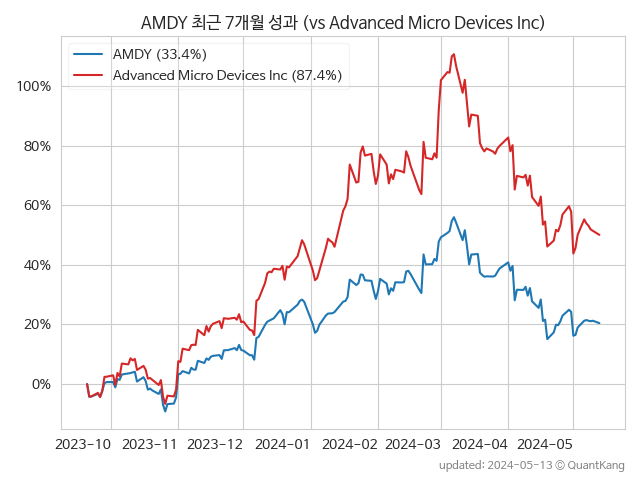 AMDY 최근 7개월 성과 (vs Advanced Micro Devices Inc)
AMDY (33.4%)
Advanced Micro Devices Inc (87.4%)
100%
80%
60%
40%
20%
0%
2023-10 2023-11 2023-12 2024-01 2024-02 2024-03 2024-04 2024-05
updated: 2024-05-13 © QuantKang